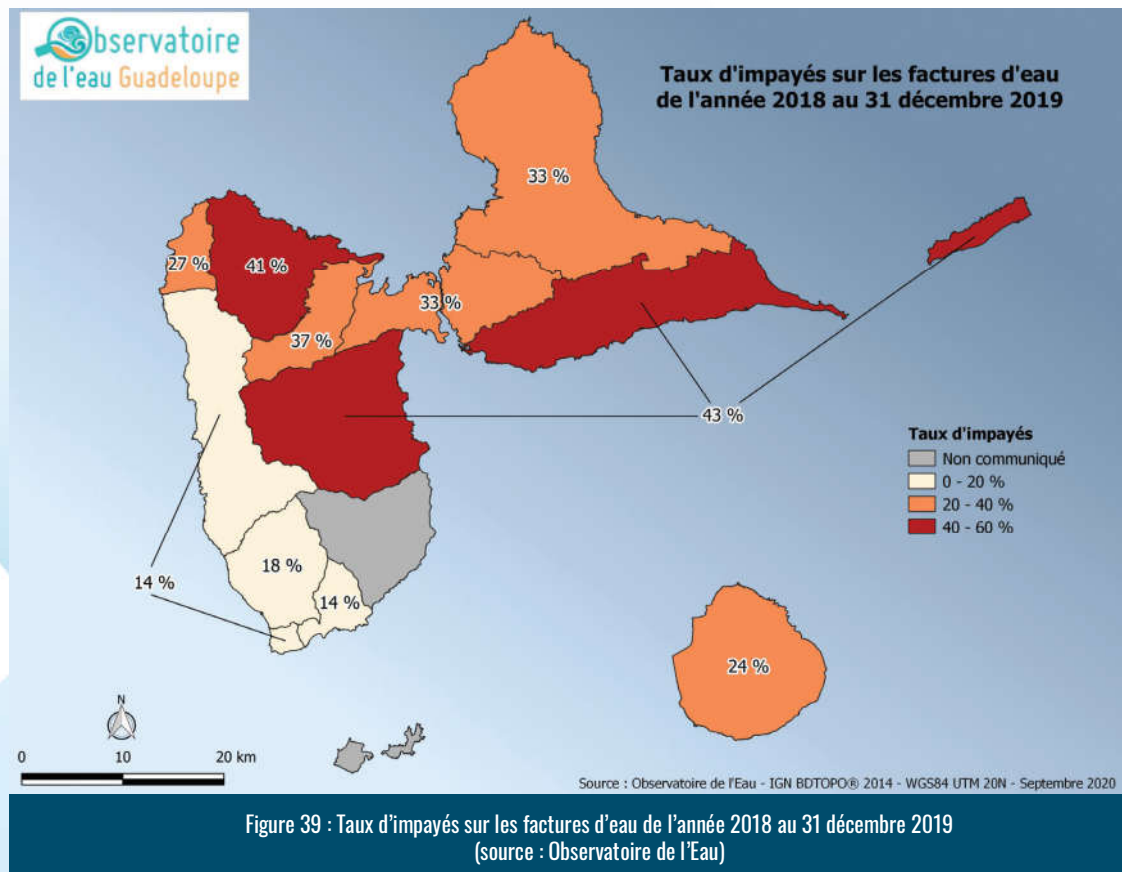 Observatoire
de l'eau Guadeloupe
Taux d'impayés sur les factures d'eau
de l'année 2018 au 31 décembre 2019
33 %
27 %
41 %
33 %
37 %
43 %
Taux d'impayés
Non communiqué
0 - 20 %
20 - 40 %
40 - 60 %
18 %
14 %
14 %
24 %
N
0 10 20 km
Source : Observatoire de l'Eau - IGN BDTOPO® 2014 - WGS84 UTM 20N - Septembre 2020
Figure 39 : Taux d'impayés sur les factures d'eau de l'année 2018 au 31 décembre 2019
(source : Observatoire de l'Eau)